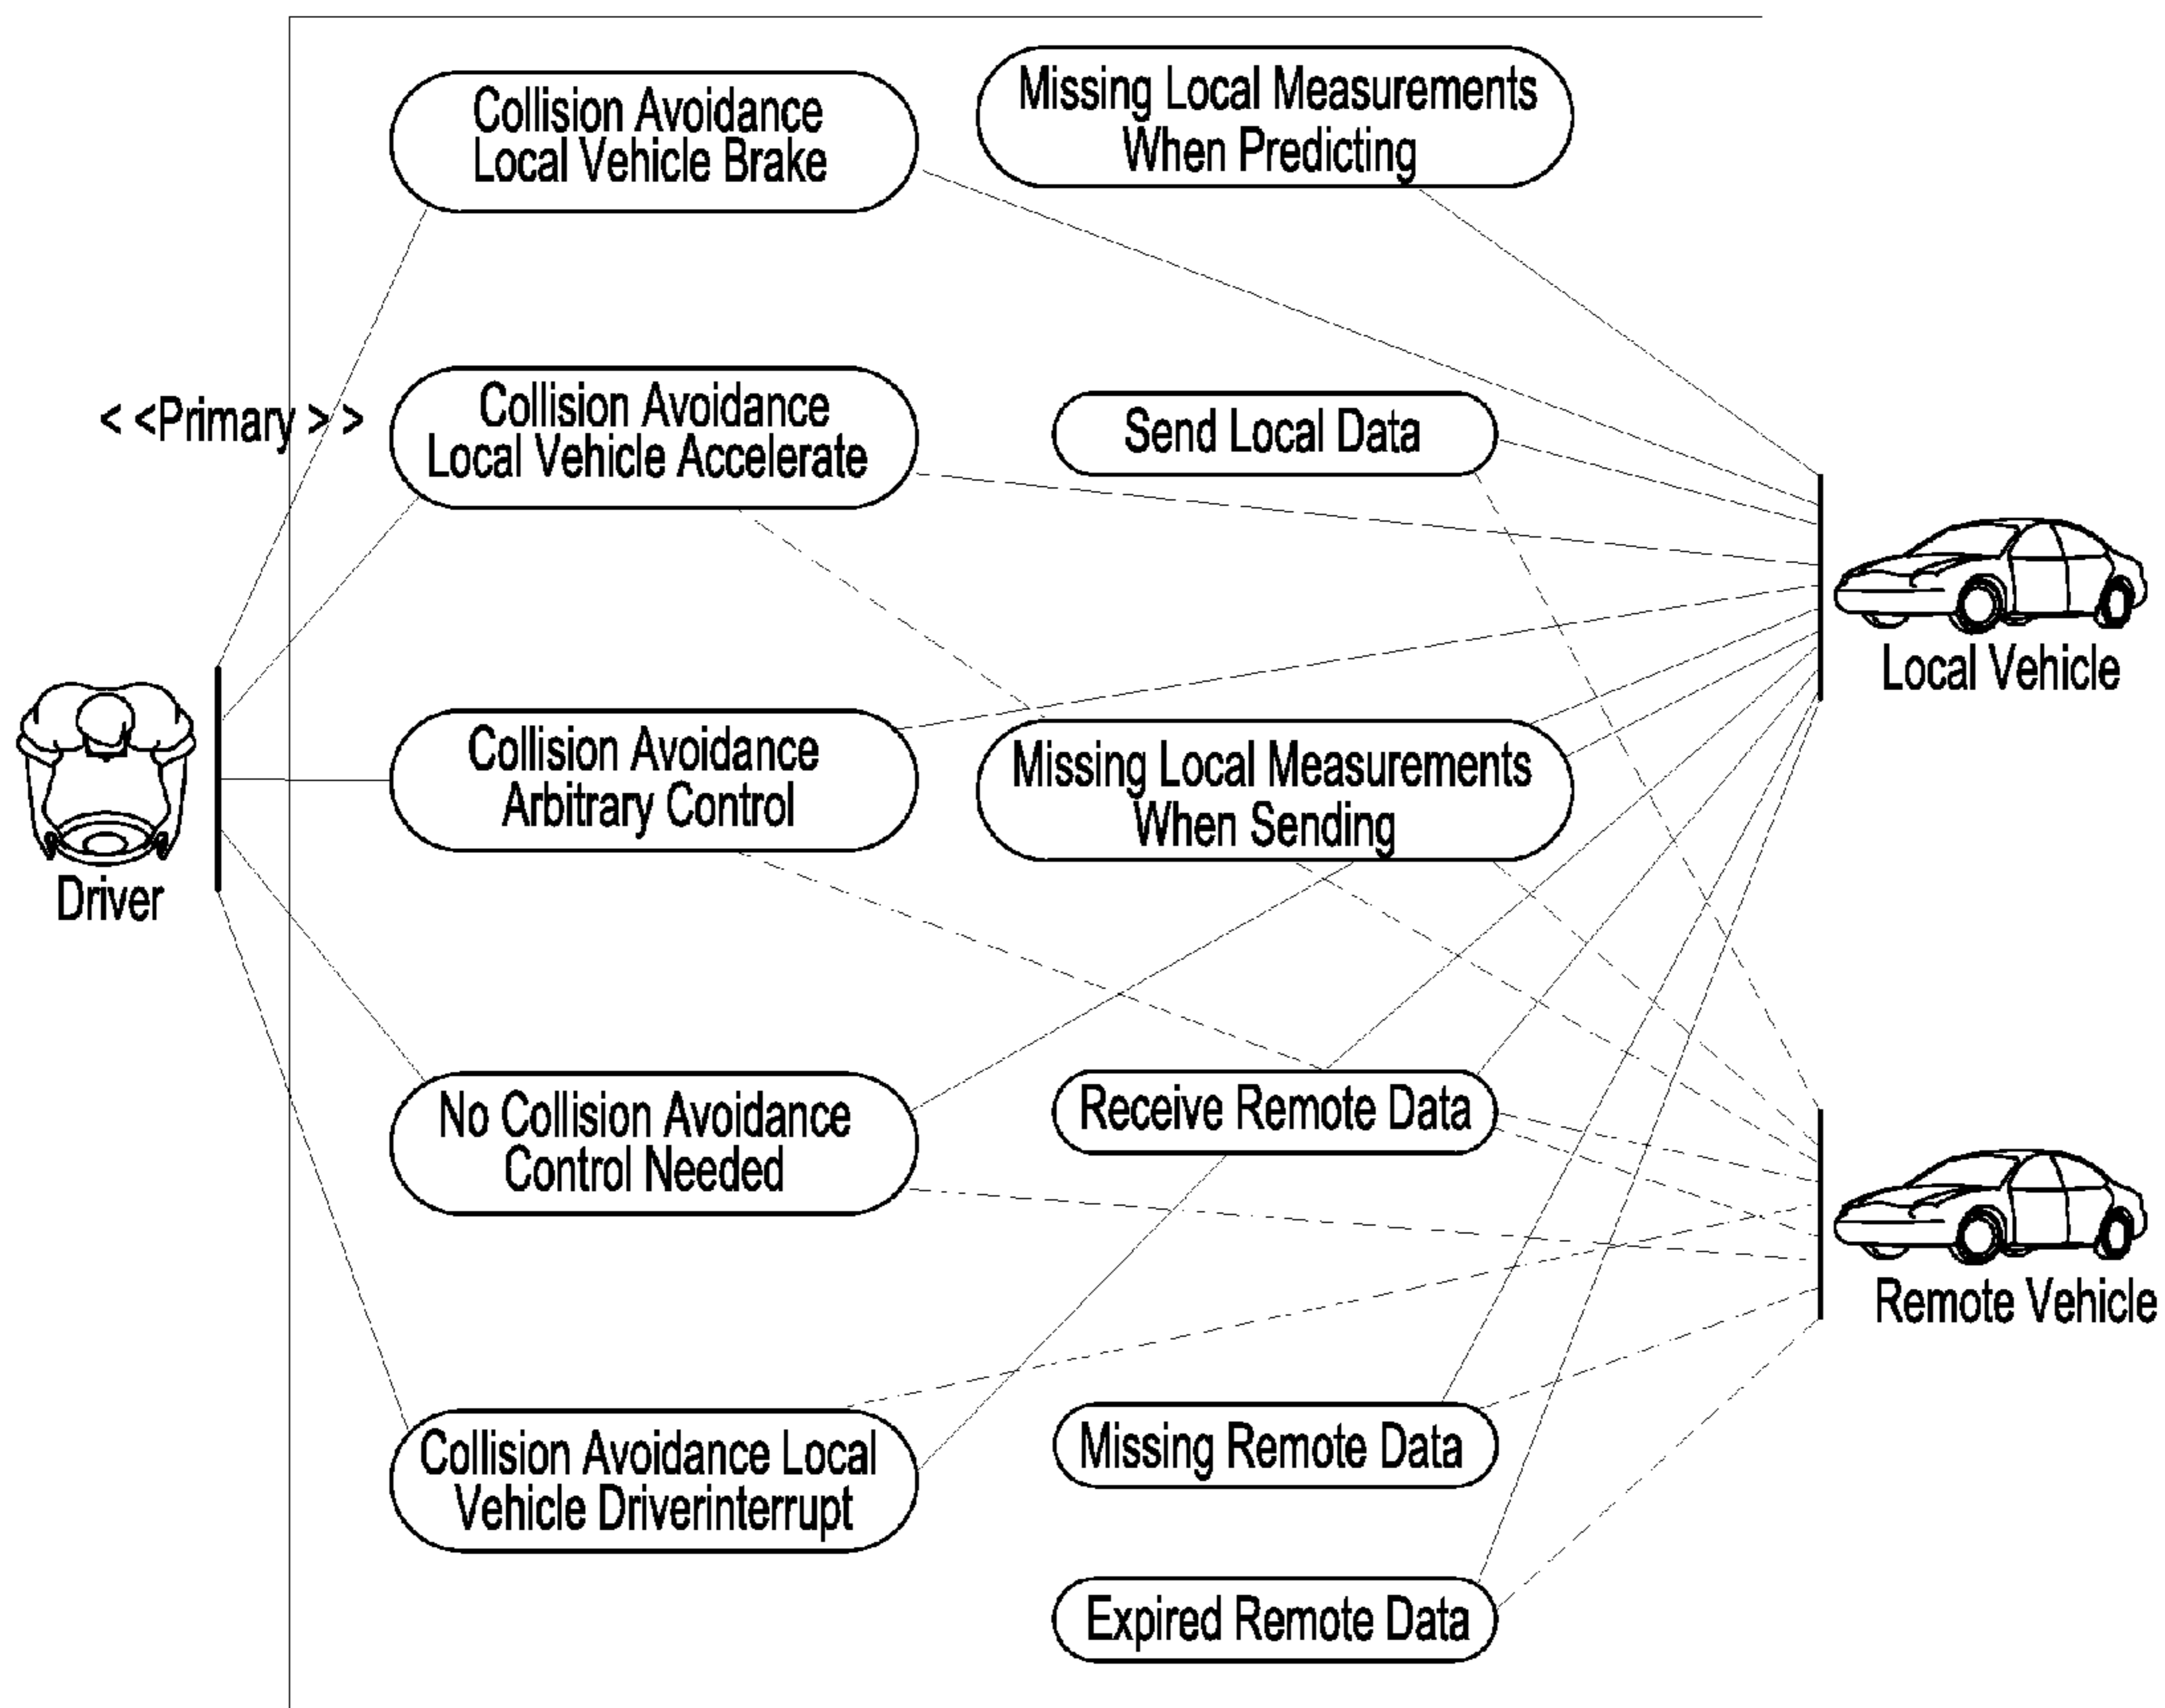 Collision Avoidance
Local Vehicle Brake
Missing Local Measurements
When Predicting
< <Primary > >
Collision Avoidance
Local Vehicle Accelerate
Send Local Data
Local Vehicle
Collision Avoidance
Arbitrary Control
Missing Local Measurements
When Sending
Driver
No Collision Avoidance
Control Needed
Receive Remote Data
Remote Vehicle
Collision Avoidance Local
Vehicle Driverinterrupt
Missing Remote Data
Expired Remote Data